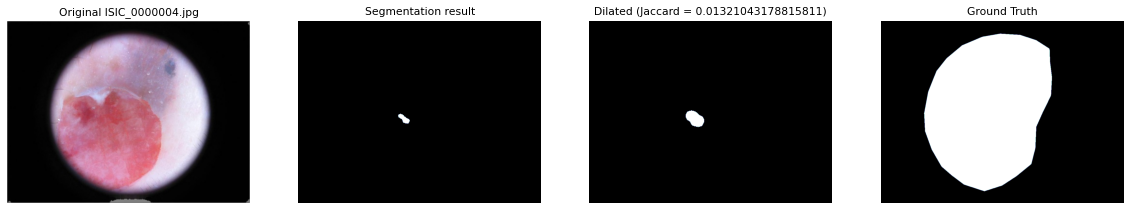 Original ISIC_0000004.jpg
Segmentation result
Dilated (Jaccard = 0.01321043178815811)
Ground Truth